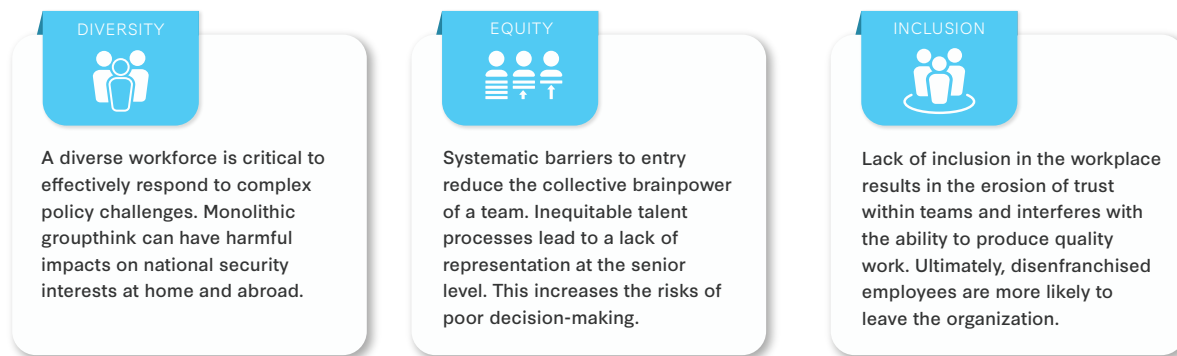 DIVERSITY
A diverse workforce is critical to
effectively respond to complex
policy challenges. Monolithic
groupthink can have harmful
impacts on national security
interests at home and abroad.
EQUITY
Systematic barriers to entry
reduce the collective brainpower
of a team. Inequitable talent
processes lead to a lack of
representation at the senior
level. This increases the risks of
poor decision-making.
INCLUSION
Lack of inclusion in the workplace
results in the erosion of trust
within teams and interferes with
the ability to produce quality
work. Ultimately, disenfranchised
employees are more likely to
leave the organization.